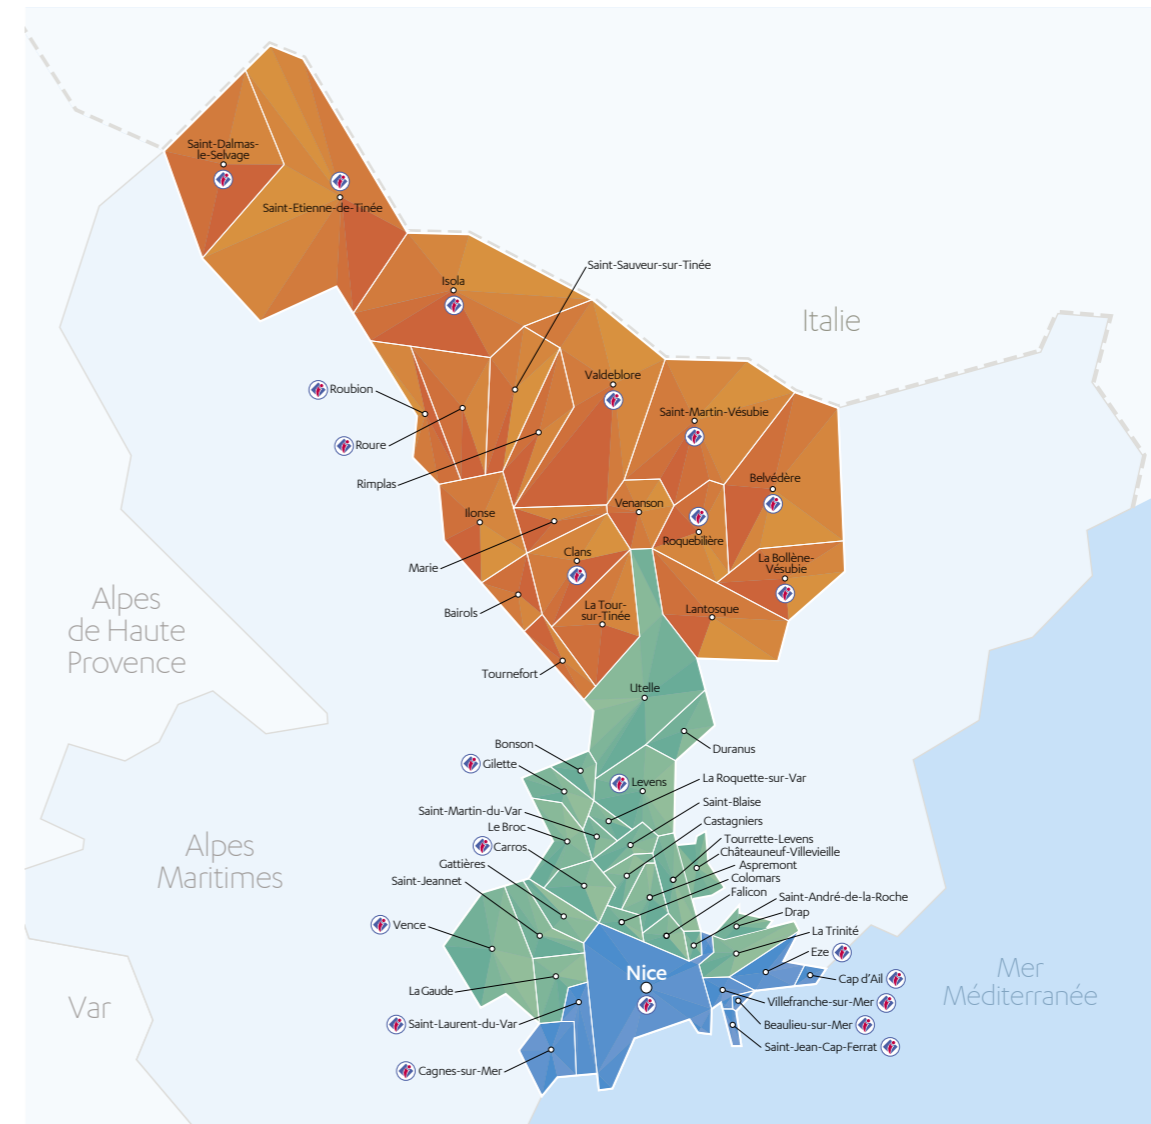 Saint-Dalmas-
le-Selvage
Saint-Etienne-de-Tinée
Saint-Sauveur-sur-Tinée
Isola
Italie
Valdeblore
Roubion
Saint-Martin-Vésubie
Roure
Belvédère
Rimplas
Venanson
Ilonse
Roquebilière
Clans
La Bollène-
Vésubie
Marie
Alpes
de Haute
Provence
La Tour-
sur-Tinée
Lantosque
Bairols
Tournefort
Utelle
Bonson
Duranus
Gilette
Levens
La Roquette-sur-Var
Saint-Martin-du-Var
Saint-Blaise
Le Broc
Castagniers
Carros
Tourrette-Levens
Alpes
Maritimes
Châteauneuf-Villevieille
Gattières
Aspremont
Saint-Jeannet
Colomars
Falicon
Saint-André-de-la-Roche
Drap
Vence
La Trinité
Eze
Mer
Méditerranée
Nice
Cap d'Ail
La Gaude
Var
Villefranche-sur-Mer
Saint-Laurent-du-Var
Beaulieu-sur-Mer
Saint-Jean-Cap-Ferrat
Cagnes-sur-Mer